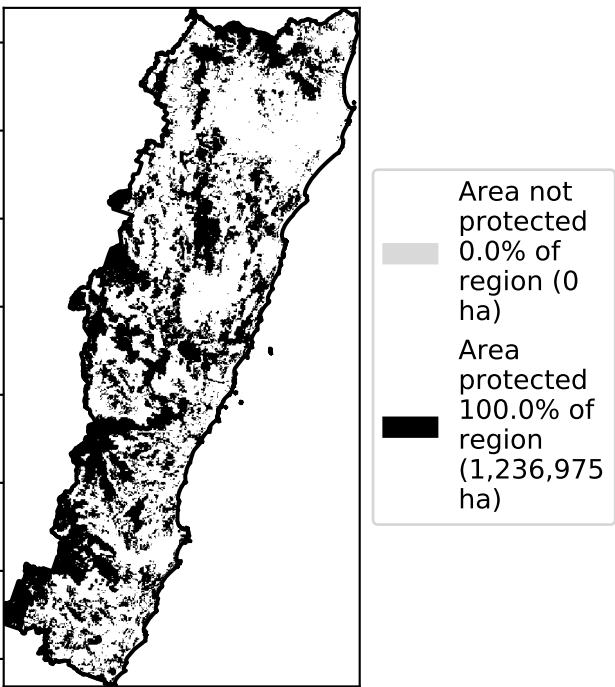 Area not
protected
0.0% of
region (0
ha)
Area
protected
100.0% of
region
(1,236,975
ha)